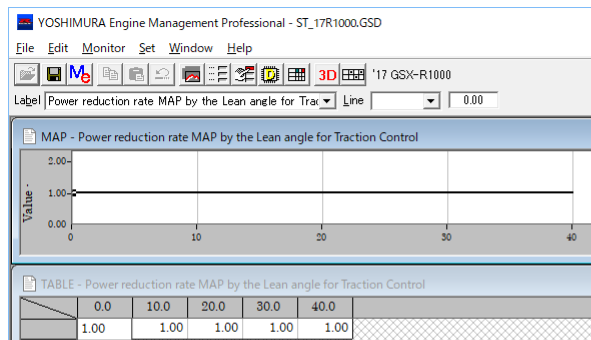 YOSHIMURA Engine Management Professional - ST_17R1000.GSD
File Edit Monitor Set Window Help
Me 3D '17 GSX-R1000
Label Power reduction rate MAP by the Lean angle for Trac Line 0.00
MAP - Power reduction rate MAP by the Lean angle for Traction Control
Value -
2.00
1.00
0.00
0 10 20 30 40
TABLE - Power reduction rate MAP by the Lean angle for Traction Control
0.0 10.0 20.0 30.0 40.0
1.00 1.00 1.00 1.00 1.00